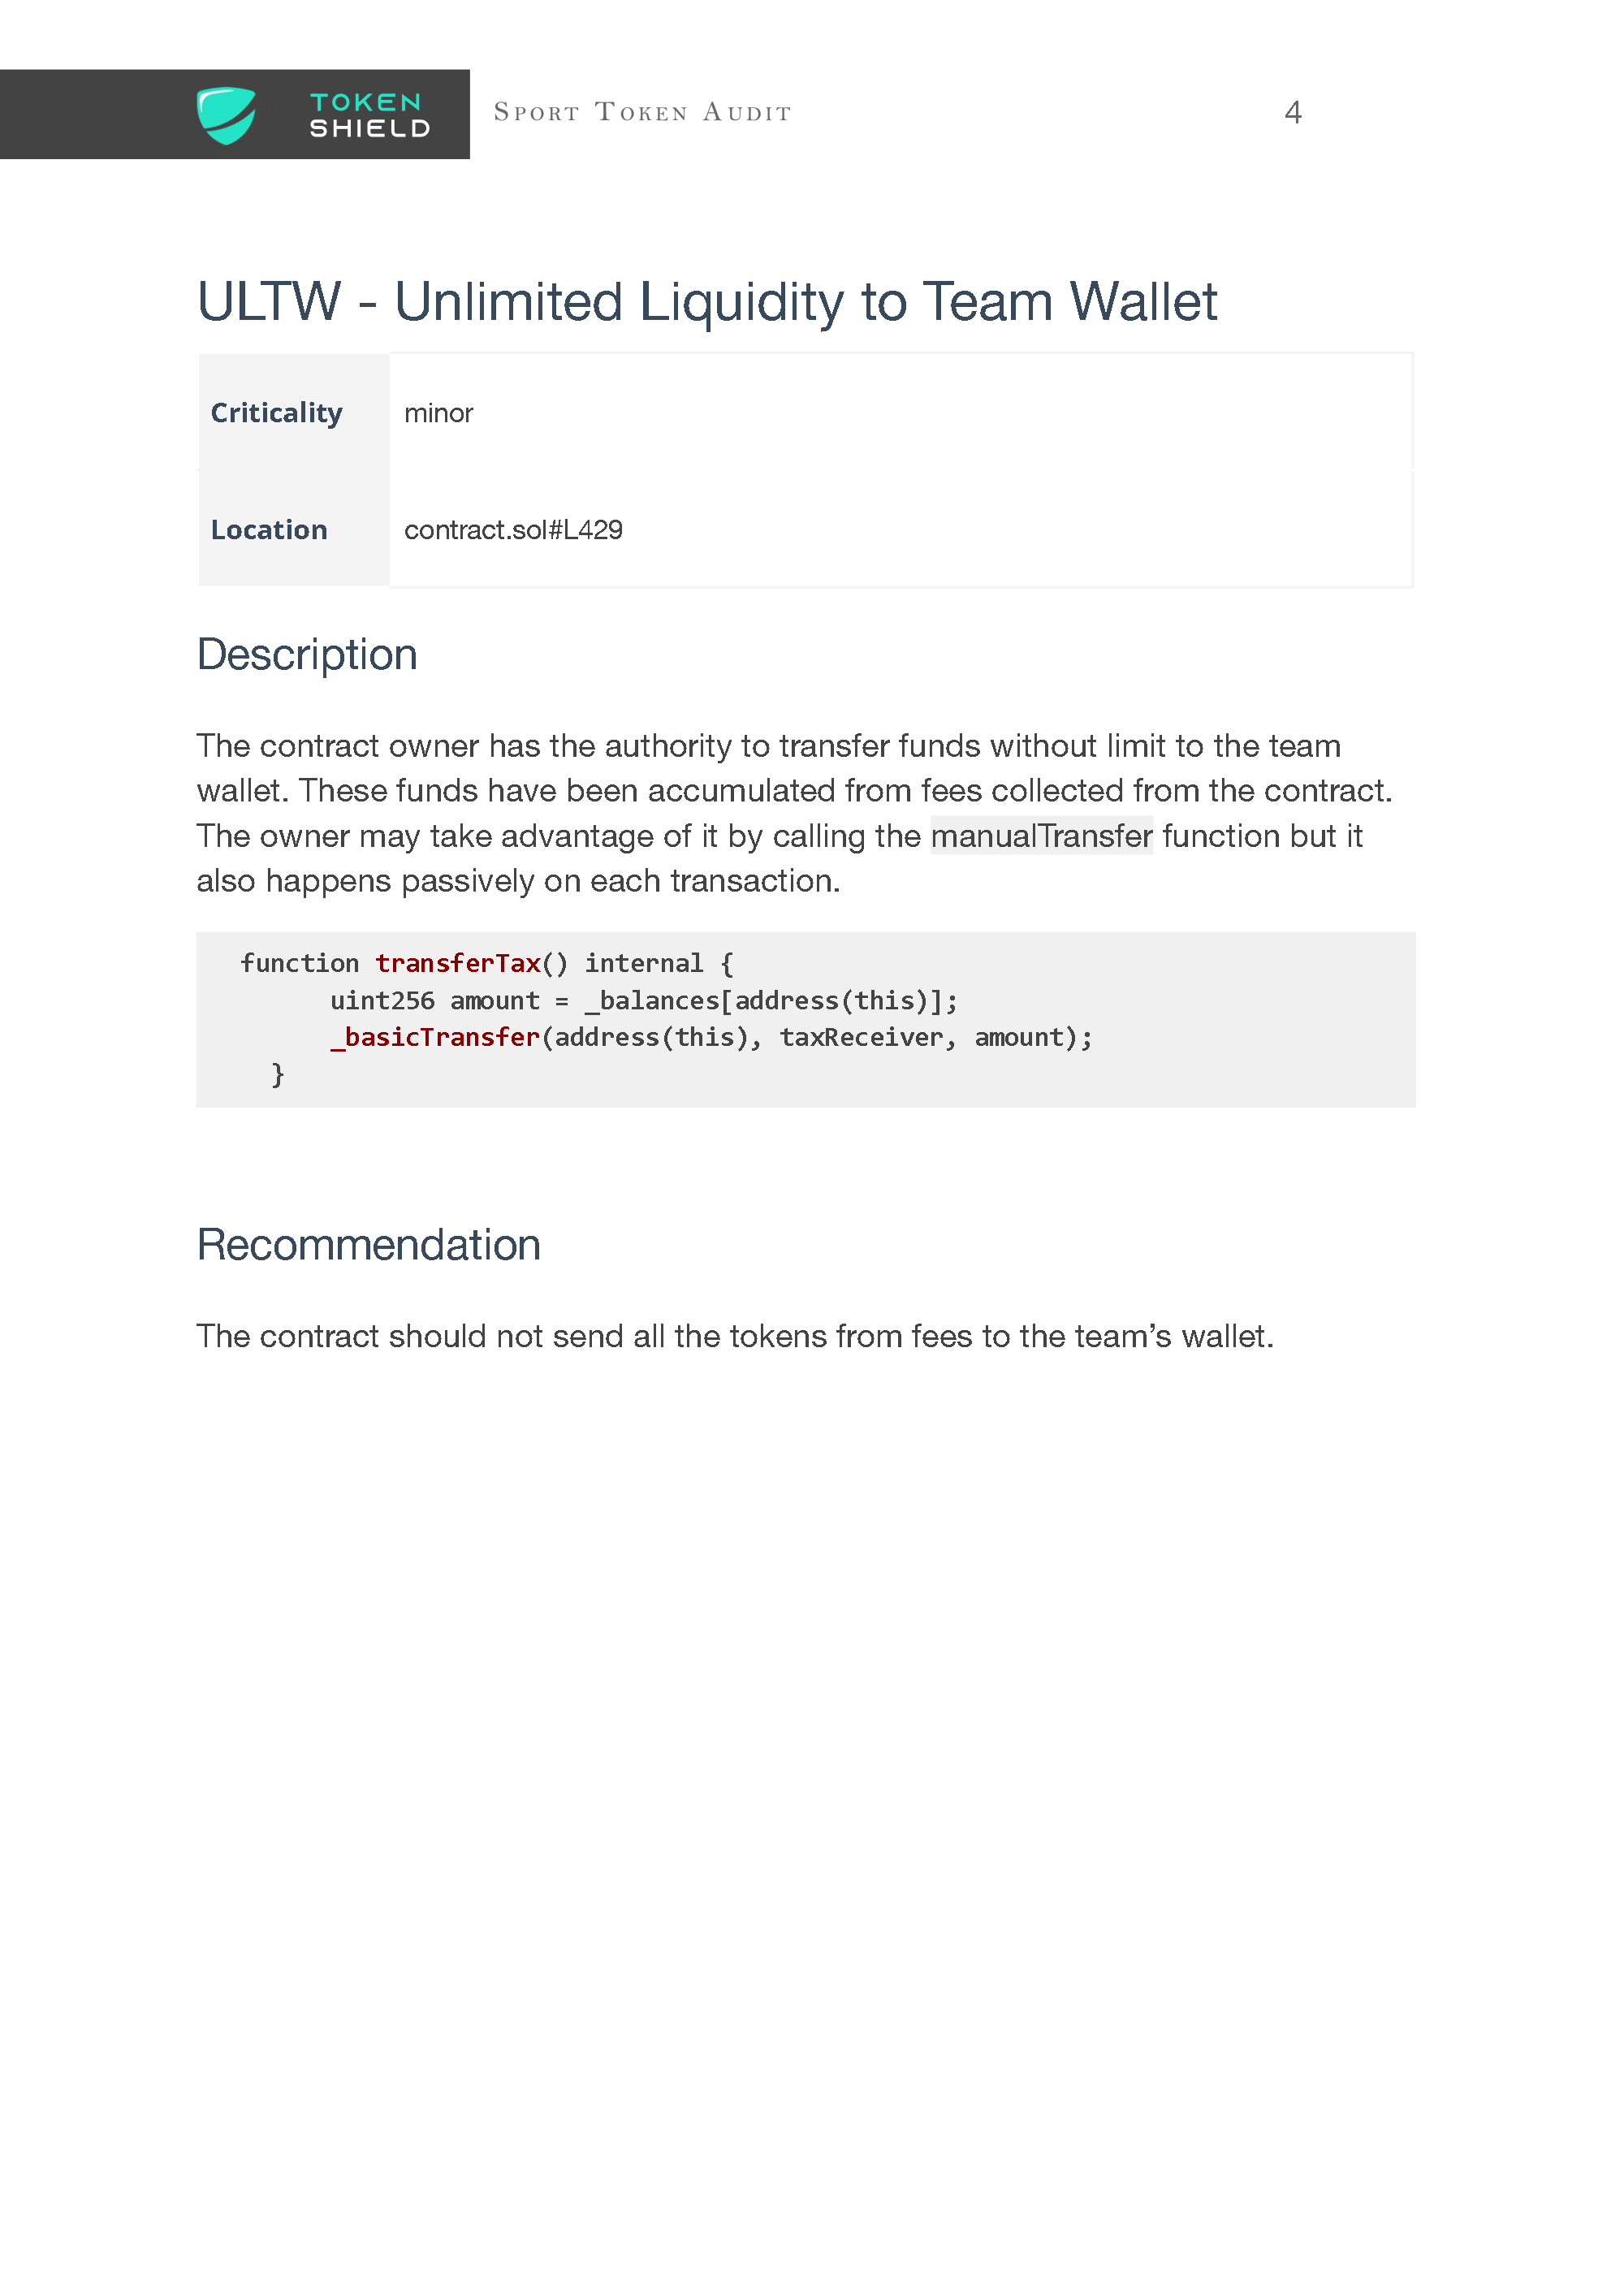 TOKEN
SHIELD
Sport Token Audit
4
ULTW - Unlimited Liquidity to Team Wallet
Criticality minor
Location contract.sol#L429
Description
The contract owner has the authority to transfer funds without limit to the team
wallet. These funds have been accumulated from fees collected from the contract.
The owner may take advantage of it by calling the manualTransfer function but it
also happens passively on each transaction.
function transferTax() internal {
uint256 amount = _balances[address(this)];
_basicTransfer(address(this), taxReceiver, amount);
}
Recommendation
The contract should not send all the tokens from fees to the team’s wallet.